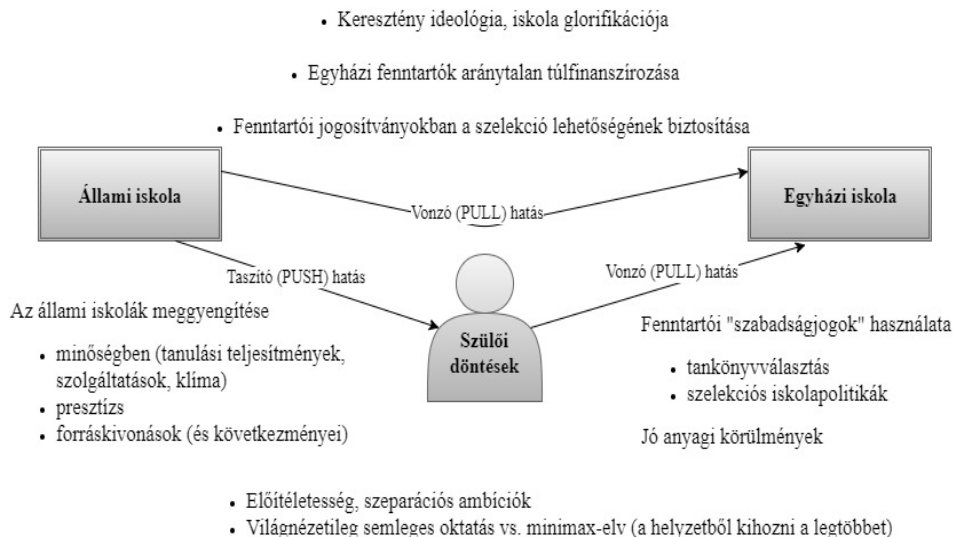 • Keresztény ideológia, iskola glorifikációja
• Egyházi fenntartók aránytalan túlfinanszírozása
• Fenntartói jogosítványokban a szelekció lehetőségének biztosítása
Állami iskola
Egyházi iskola
Vonzó (PULL) hatás
Taszító (PUSH) hatás
Vonzó (PULL) hatás
Szülői
döntések
Az állami iskolák meggyengítése
• minőségben (tanulási teljesítmények,
szolgáltatások, klíma)
• presztízs
• forráskivonások (és következményei)
Fenntartói "szabadságjogok" használata
• tankönyvválasztás
• szelekciós iskolapolitikák
Jó anyagi körülmények
• Előítéletesség, szeparációs ambíciók
• Világnézetileg semleges oktatás vs. minimax-elv (a helyzetből kihozni a legtöbbet)